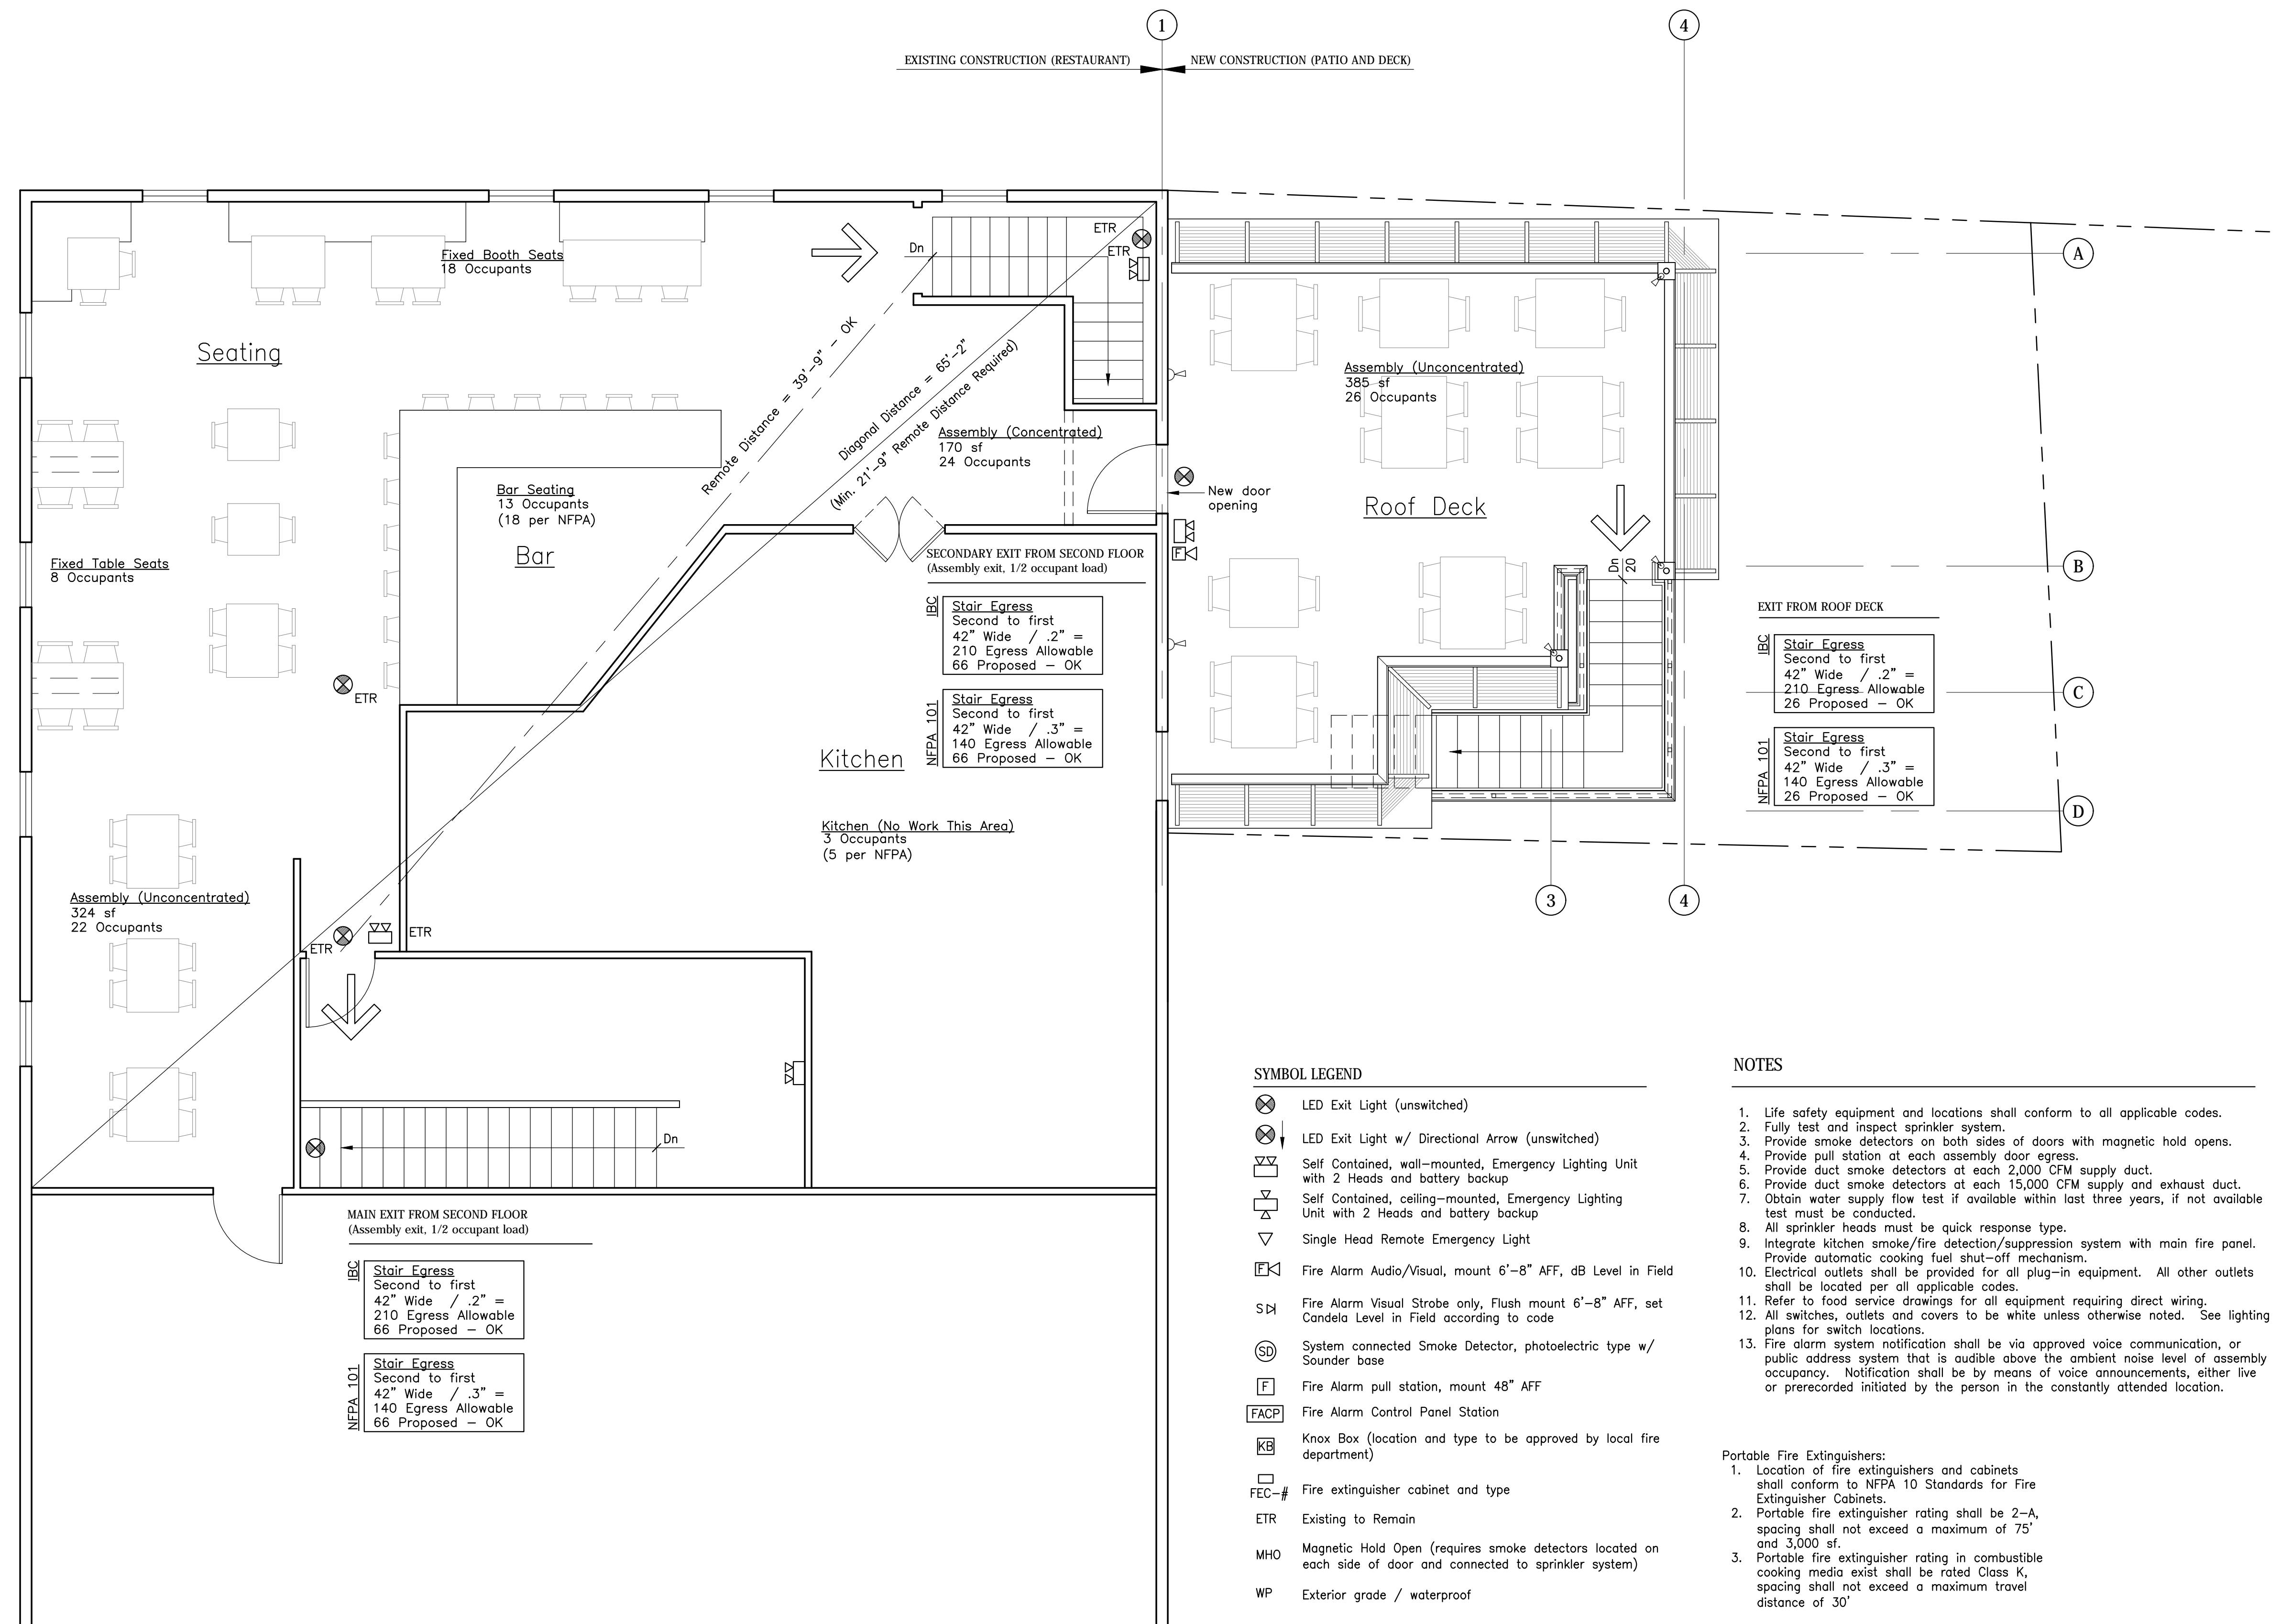 1
4
EXISTING CONSTRUCTION (RESTAURANT)
NEW CONSTRUCTION (PATIO AND DECK)
A
B
C
D
3
4
Fixed Booth Seats
18 Occupants
Seating
Dn
ETR
ETR
Remote Distance = 39'-9" - OK
Diagonal Distance = 65'-2"
(Min. 21'-9" Remote Distance Required)
Assembly (Concentrated)
170 sf
24 Occupants
Bar Seating
13 Occupants
(18 per NFPA)
Bar
Fixed Table Seats
8 Occupants
ETR
New door
opening
F
Assembly (Unconcentrated)
385 sf
26 Occupants
Roof Deck
Dn
20
SECONDARY EXIT FROM SECOND FLOOR
(Assembly exit, 1/2 occupant load)
IBC
Stair Egress
Second to first
42" Wide / .2" =
210 Egress Allowable
66 Proposed - OK
NFPA 101
Stair Egress
Second to first
42" Wide / .3" =
140 Egress Allowable
66 Proposed - OK
EXIT FROM ROOF DECK
IBC
Stair Egress
Second to first
42" Wide / .2" =
210 Egress Allowable
26 Proposed - OK
NFPA 101
Stair Egress
Second to first
42" Wide / .3" =
140 Egress Allowable
26 Proposed - OK
Kitchen
Kitchen (No Work This Area)
3 Occupants
(5 per NFPA)
Assembly (Unconcentrated)
324 sf
22 Occupants
ETR
ETR
Dn
MAIN EXIT FROM SECOND FLOOR
(Assembly exit, 1/2 occupant load)
IBC
Stair Egress
Second to first
42" Wide / .2" =
210 Egress Allowable
66 Proposed - OK
NFPA 101
Stair Egress
Second to first
42" Wide / .3" =
140 Egress Allowable
66 Proposed - OK
SYMBOL LEGEND
LED Exit Light (unswitched)
LED Exit Light w/ Directional Arrow (unswitched)
Self Contained, wall-mounted, Emergency Lighting Unit
with 2 Heads and battery backup
Self Contained, ceiling-mounted, Emergency Lighting
Unit with 2 Heads and battery backup
Single Head Remote Emergency Light
F Fire Alarm Audio/Visual, mount 6'-8" AFF, dB Level in Field
S Fire Alarm Visual Strobe only, Flush mount 6'-8" AFF, set
Candela Level in Field according to code
SD System connected Smoke Detector, photoelectric type w/
Sounder base
F Fire Alarm pull station, mount 48" AFF
FACP Fire Alarm Control Panel Station
KB Knox Box (location and type to be approved by local fire
department)
FEC-# Fire extinguisher cabinet and type
ETR Existing to Remain
MHO Magnetic Hold Open (requires smoke detectors located on
each side of door and connected to sprinkler system)
WP Exterior grade / waterproof
NOTES
1. Life safety equipment and locations shall conform to all applicable codes.
2. Fully test and inspect sprinkler system.
3. Provide smoke detectors on both sides of doors with magnetic hold opens.
4. Provide pull station at each assembly door egress.
5. Provide duct smoke detectors at each 2,000 CFM supply duct.
6. Provide duct smoke detectors at each 15,000 CFM supply and exhaust duct.
7. Obtain water supply flow test if available within last three years, if not available
test must be conducted.
8. All sprinkler heads must be quick response type.
9. Integrate kitchen smoke/fire detection/suppression system with main fire panel.
Provide automatic cooking fuel shut-off mechanism.
10. Electrical outlets shall be provided for all plug-in equipment. All other outlets
shall be located per all applicable codes.
11. Refer to food service drawings for all equipment requiring direct wiring.
12. All switches, outlets and covers to be white unless otherwise noted. See lighting
plans for switch locations.
13. Fire alarm system notification shall be via approved voice communication, or
public address system that is audible above the ambient noise level of assembly
occupancy. Notification shall be by means of voice announcements, either live
or prerecorded initiated by the person in the constantly attended location.
Portable Fire Extinguishers:
1. Location of fire extinguishers and cabinets
shall conform to NFPA 10 Standards for Fire
Extinguisher Cabinets.
2. Portable fire extinguisher rating shall be 2-A,
spacing shall not exceed a maximum of 75'
and 3,000 sf.
3. Portable fire extinguisher rating in combustible
cooking media exist shall be rated Class K,
spacing shall not exceed a maximum travel
distance of 30'